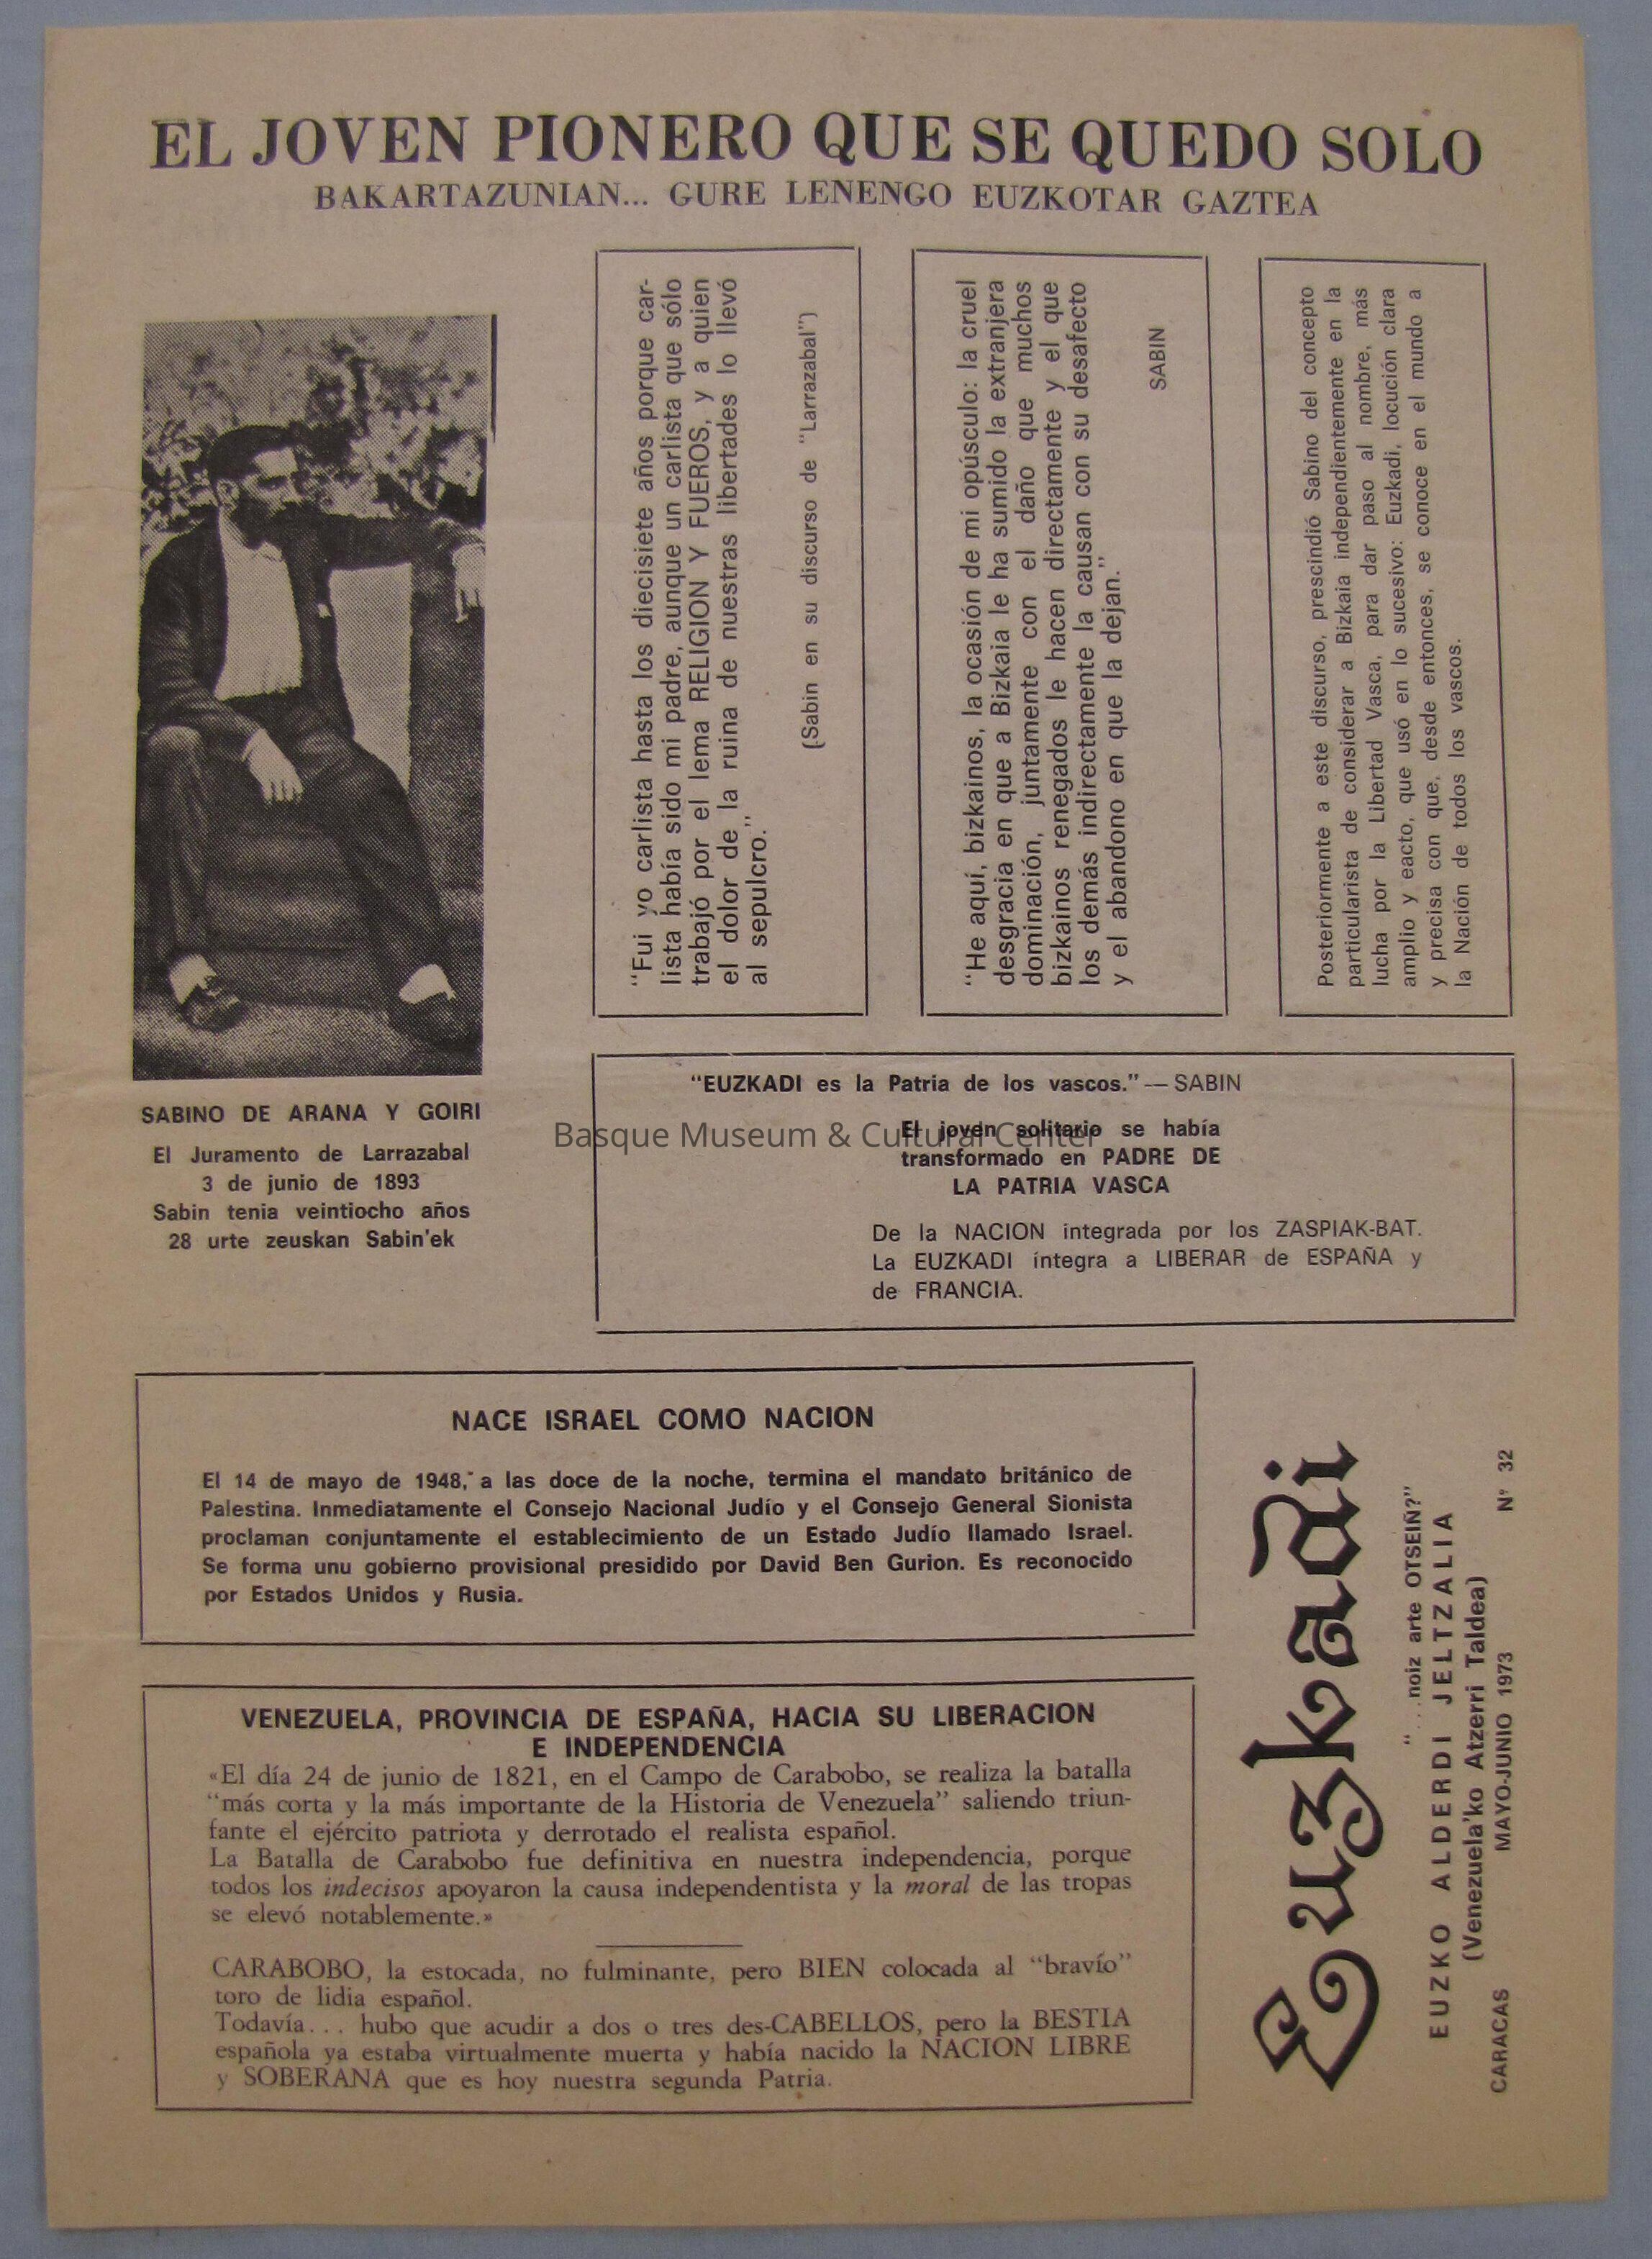 EL JOVEN PIONERO QUE SE QUEDO SOLO
BAKARTAZUNIAN... GURE LENENGO EUZKOTAR GAZTEA
SABINO DE ARANA Y GOIRI
El Juramento de Larrazabal
3 de junio de 1893
Sabin tenia veintiocho años
28 urte zeuskan Sabin'ek
“Fui yo carlista hasta los diecisiete años porque car-
lista había sido mi padre, aunque un carlista que sólo
trabajó por el lema RELIGION Y FUEROS, y a quien
el dolor de la ruina de nuestras libertades lo llevó
al sepulcro.”
(Sabin en su discurso de “Larrazabal”)
“He aquí, bizkainos, la ocasión de mi opúsculo: la cruel
desgracia en que a Bizkaia le ha sumido la extranjera
dominación, juntamente con el daño que muchos
bizkainos renegados le hacen directamente y el que
los demás indirectamente la causan con su desafecto
y el abandono en que la dejan.”
SABIN
Posteriormente a este discurso, prescindió Sabino del concepto
particularista de considerar a Bizkaia independientemente en la
lucha por la Libertad Vasca, para dar paso al nombre, más
amplio y eacto, que usó en lo sucesivo: Euzkadi, locución clara
y precisa con que, desde entonces, se conoce en el mundo a
la Nación de todos los vascos.
“EUZKADI es la Patria de los vascos.” — SABIN
El joven solitario se había
transformado en PADRE DE
LA PATRIA VASCA
De la NACION integrada por los ZASPIAK-BAT.
La EUZKADI íntegra a LIBERAR de ESPAÑA y
de FRANCIA.
Basque Museum & Cultural Center
NACE ISRAEL COMO NACION
El 14 de mayo de 1948, a las doce de la noche, termina el mandato británico de
Palestina. Inmediatamente el Consejo Nacional Judío y el Consejo General Sionista
proclaman conjuntamente el establecimiento de un Estado Judío llamado Israel.
Se forma unu gobierno provisional presidido por David Ben Gurion. Es reconocido
por Estados Unidos y Rusia.
VENEZUELA, PROVINCIA DE ESPAÑA, HACIA SU LIBERACION
E INDEPENDENCIA
«El día 24 de junio de 1821, en el Campo de Carabobo, se realiza la batalla
“más corta y la más importante de la Historia de Venezuela” saliendo triun-
fante el ejército patriota y derrotado el realista español.
La Batalla de Carabobo fue definitiva en nuestra independencia, porque
todos los indecisos apoyaron la causa independentista y la moral de las tropas
se elevó notablemente.»
CARABOBO, la estocada, no fulminante, pero BIEN colocada al “bravío”
toro de lidia español.
Todavía... hubo que acudir a dos o tres des-CABELLOS, pero la BESTIA
española ya estaba virtualmente muerta y había nacido la NACION LIBRE
y SOBERANA que es hoy nuestra segunda Patria.
Euzkadi
“...noiz arte OTSEIÑ?”
EUZKO ALDERDI JELTZALIA
(Venezuela'ko Atzerri Taldea)
CARACAS MAYO-JUNIO 1973 N° 32